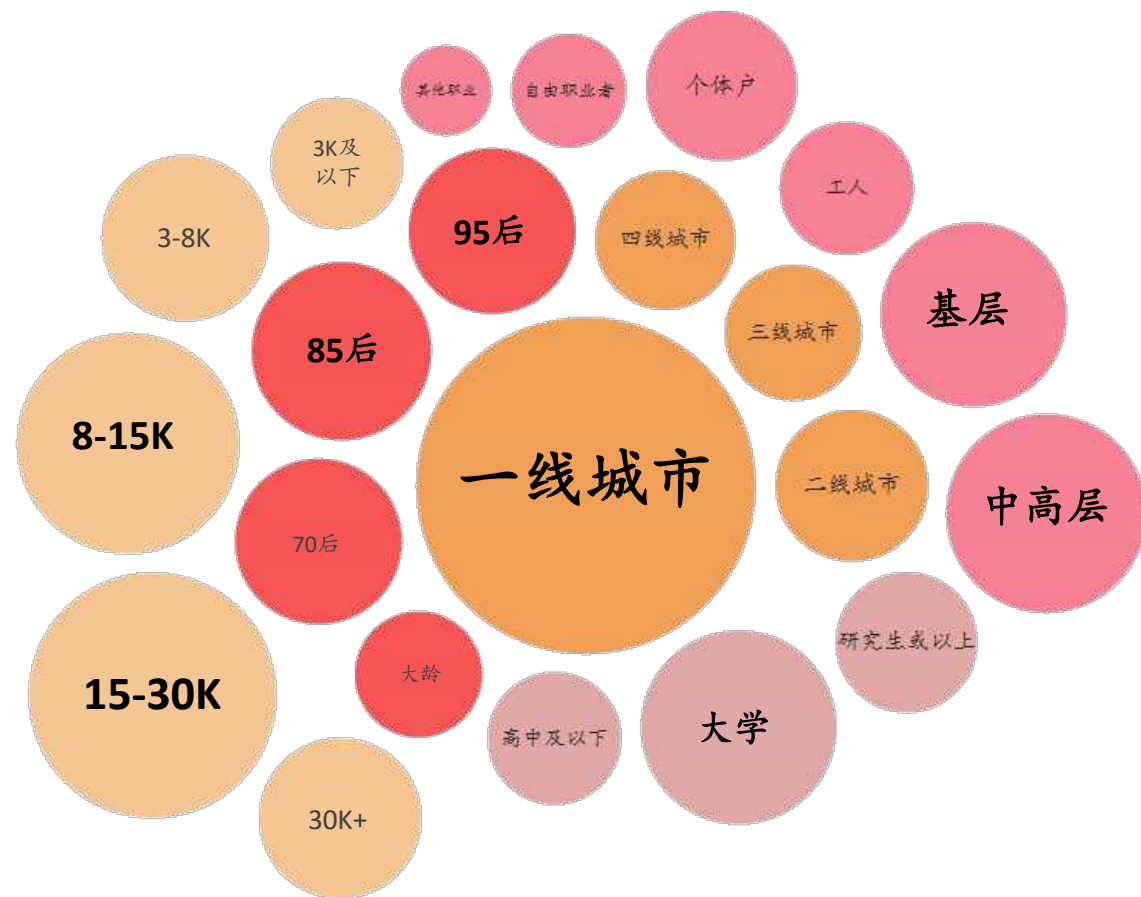 其他职业
自由职业者
个体户
3K及
以下
工人
3-8K
95后
四线城市
基层
85后
三线城市
8-15K
一线城市
二线城市
中高层
70后
研究生或以上
大龄
15-30K
大学
高中及以下
30K+